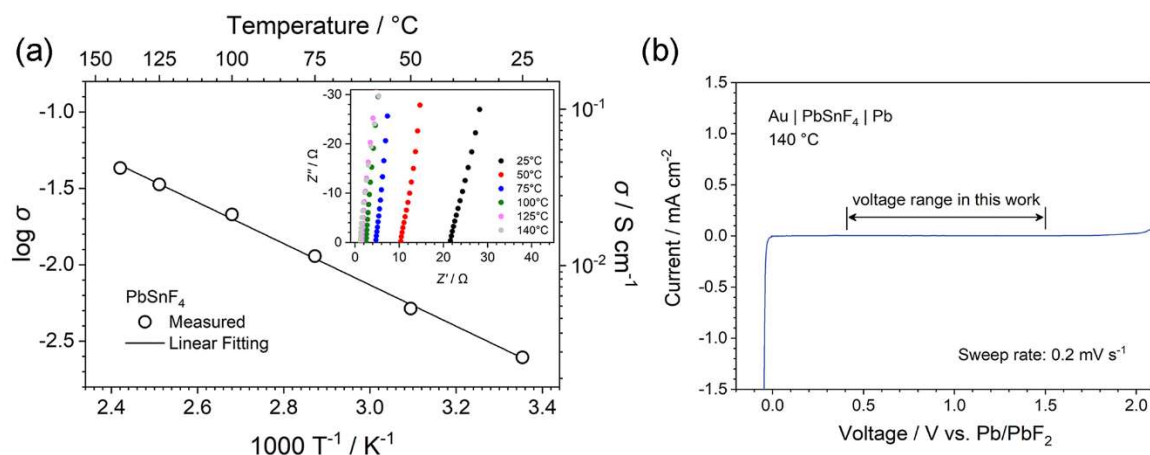 (a)
Temperature / °C
140 125 100 75 50 25
-1.0
-1.5
-2.0
-2.5
log σ
10⁻¹
10⁻²
σ / S cm⁻¹
-30
-20
-10
0
Z'' / Ω
0 10 20 30 40
Z' / Ω
25°C
50°C
75°C
100°C
125°C
140°C
PbSnF₄
Measured
Linear Fitting
2.4 2.6 2.8 3.0 3.2 3.4
1000 T⁻¹ / K⁻¹
(b)
1.5
1.0
0.5
0.0
-0.5
-1.0
-1.5
Current / mA cm⁻²
Au | PbSnF₄ | Pb
140 °C
voltage range in this work
Sweep rate: 0.2 mV s⁻¹
0.0 0.5 1.0 1.5 2.0
Voltage / V vs. Pb/PbF₂